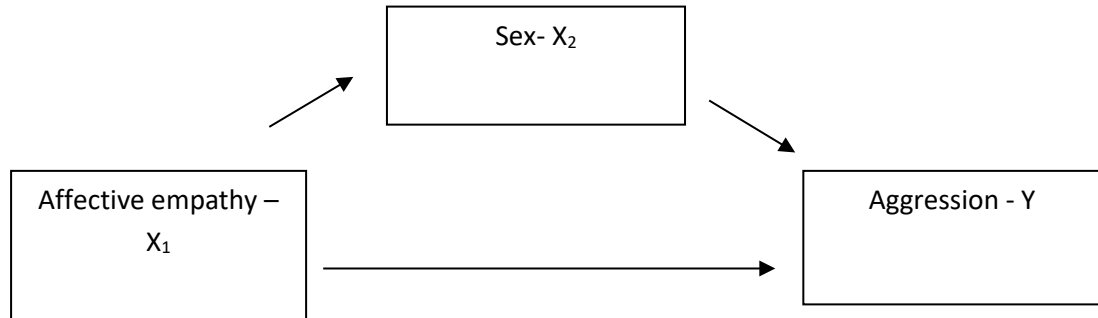 Sex- X₂
Affective empathy –
X₁
Aggression - Y